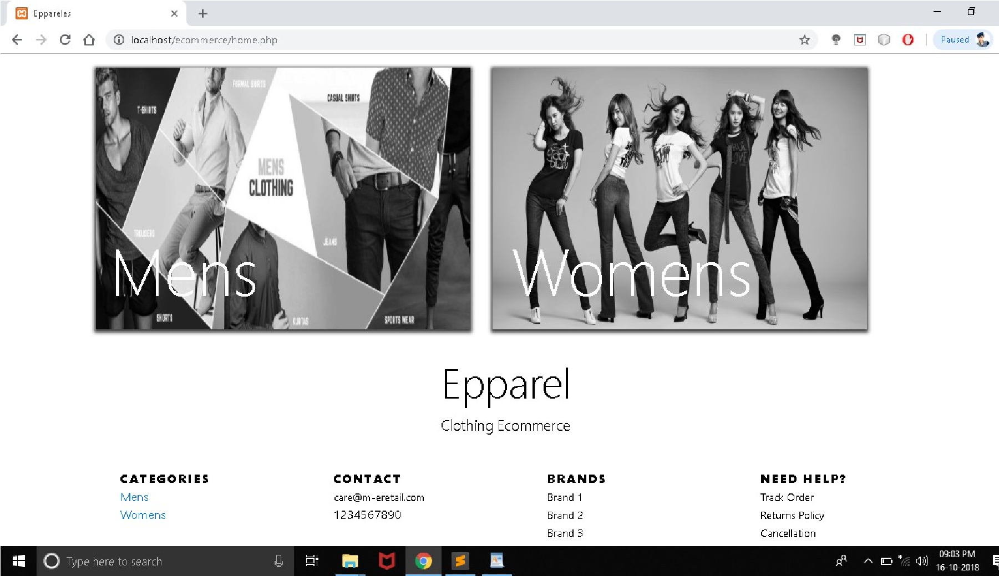 Eppareles
localhost/ecommerce/home.php
Paused
FORMAL SHIRTS
CASUAL SHIRTS
T-SHIRTS
MENS
CLOTHING
TROUSERS
JEANS
Mens
SHORTS
KURTAS
SPORTS WEAR
Womens
Epparel
Clothing Ecommerce
CATEGORIES
Mens
Womens
CONTACT
care@m-eretail.com
1234567890
BRANDS
Brand 1
Brand 2
Brand 3
NEED HELP?
Track Order
Returns Policy
Cancellation
Type here to search
09:03 PM
16-10-2018